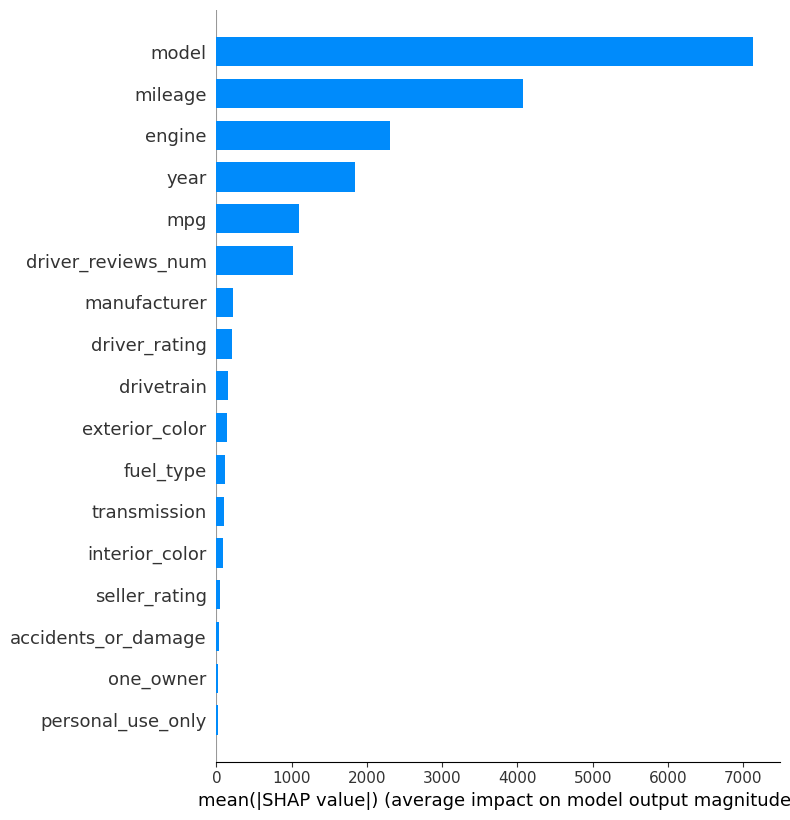 model
mileage
engine
year
mpg
driver_reviews_num
manufacturer
driver_rating
drivetrain
exterior_color
fuel_type
transmission
interior_color
seller_rating
accidents_or_damage
one_owner
personal_use_only
0 1000 2000 3000 4000 5000 6000 7000
mean(|SHAP value|) (average impact on model output magnitude